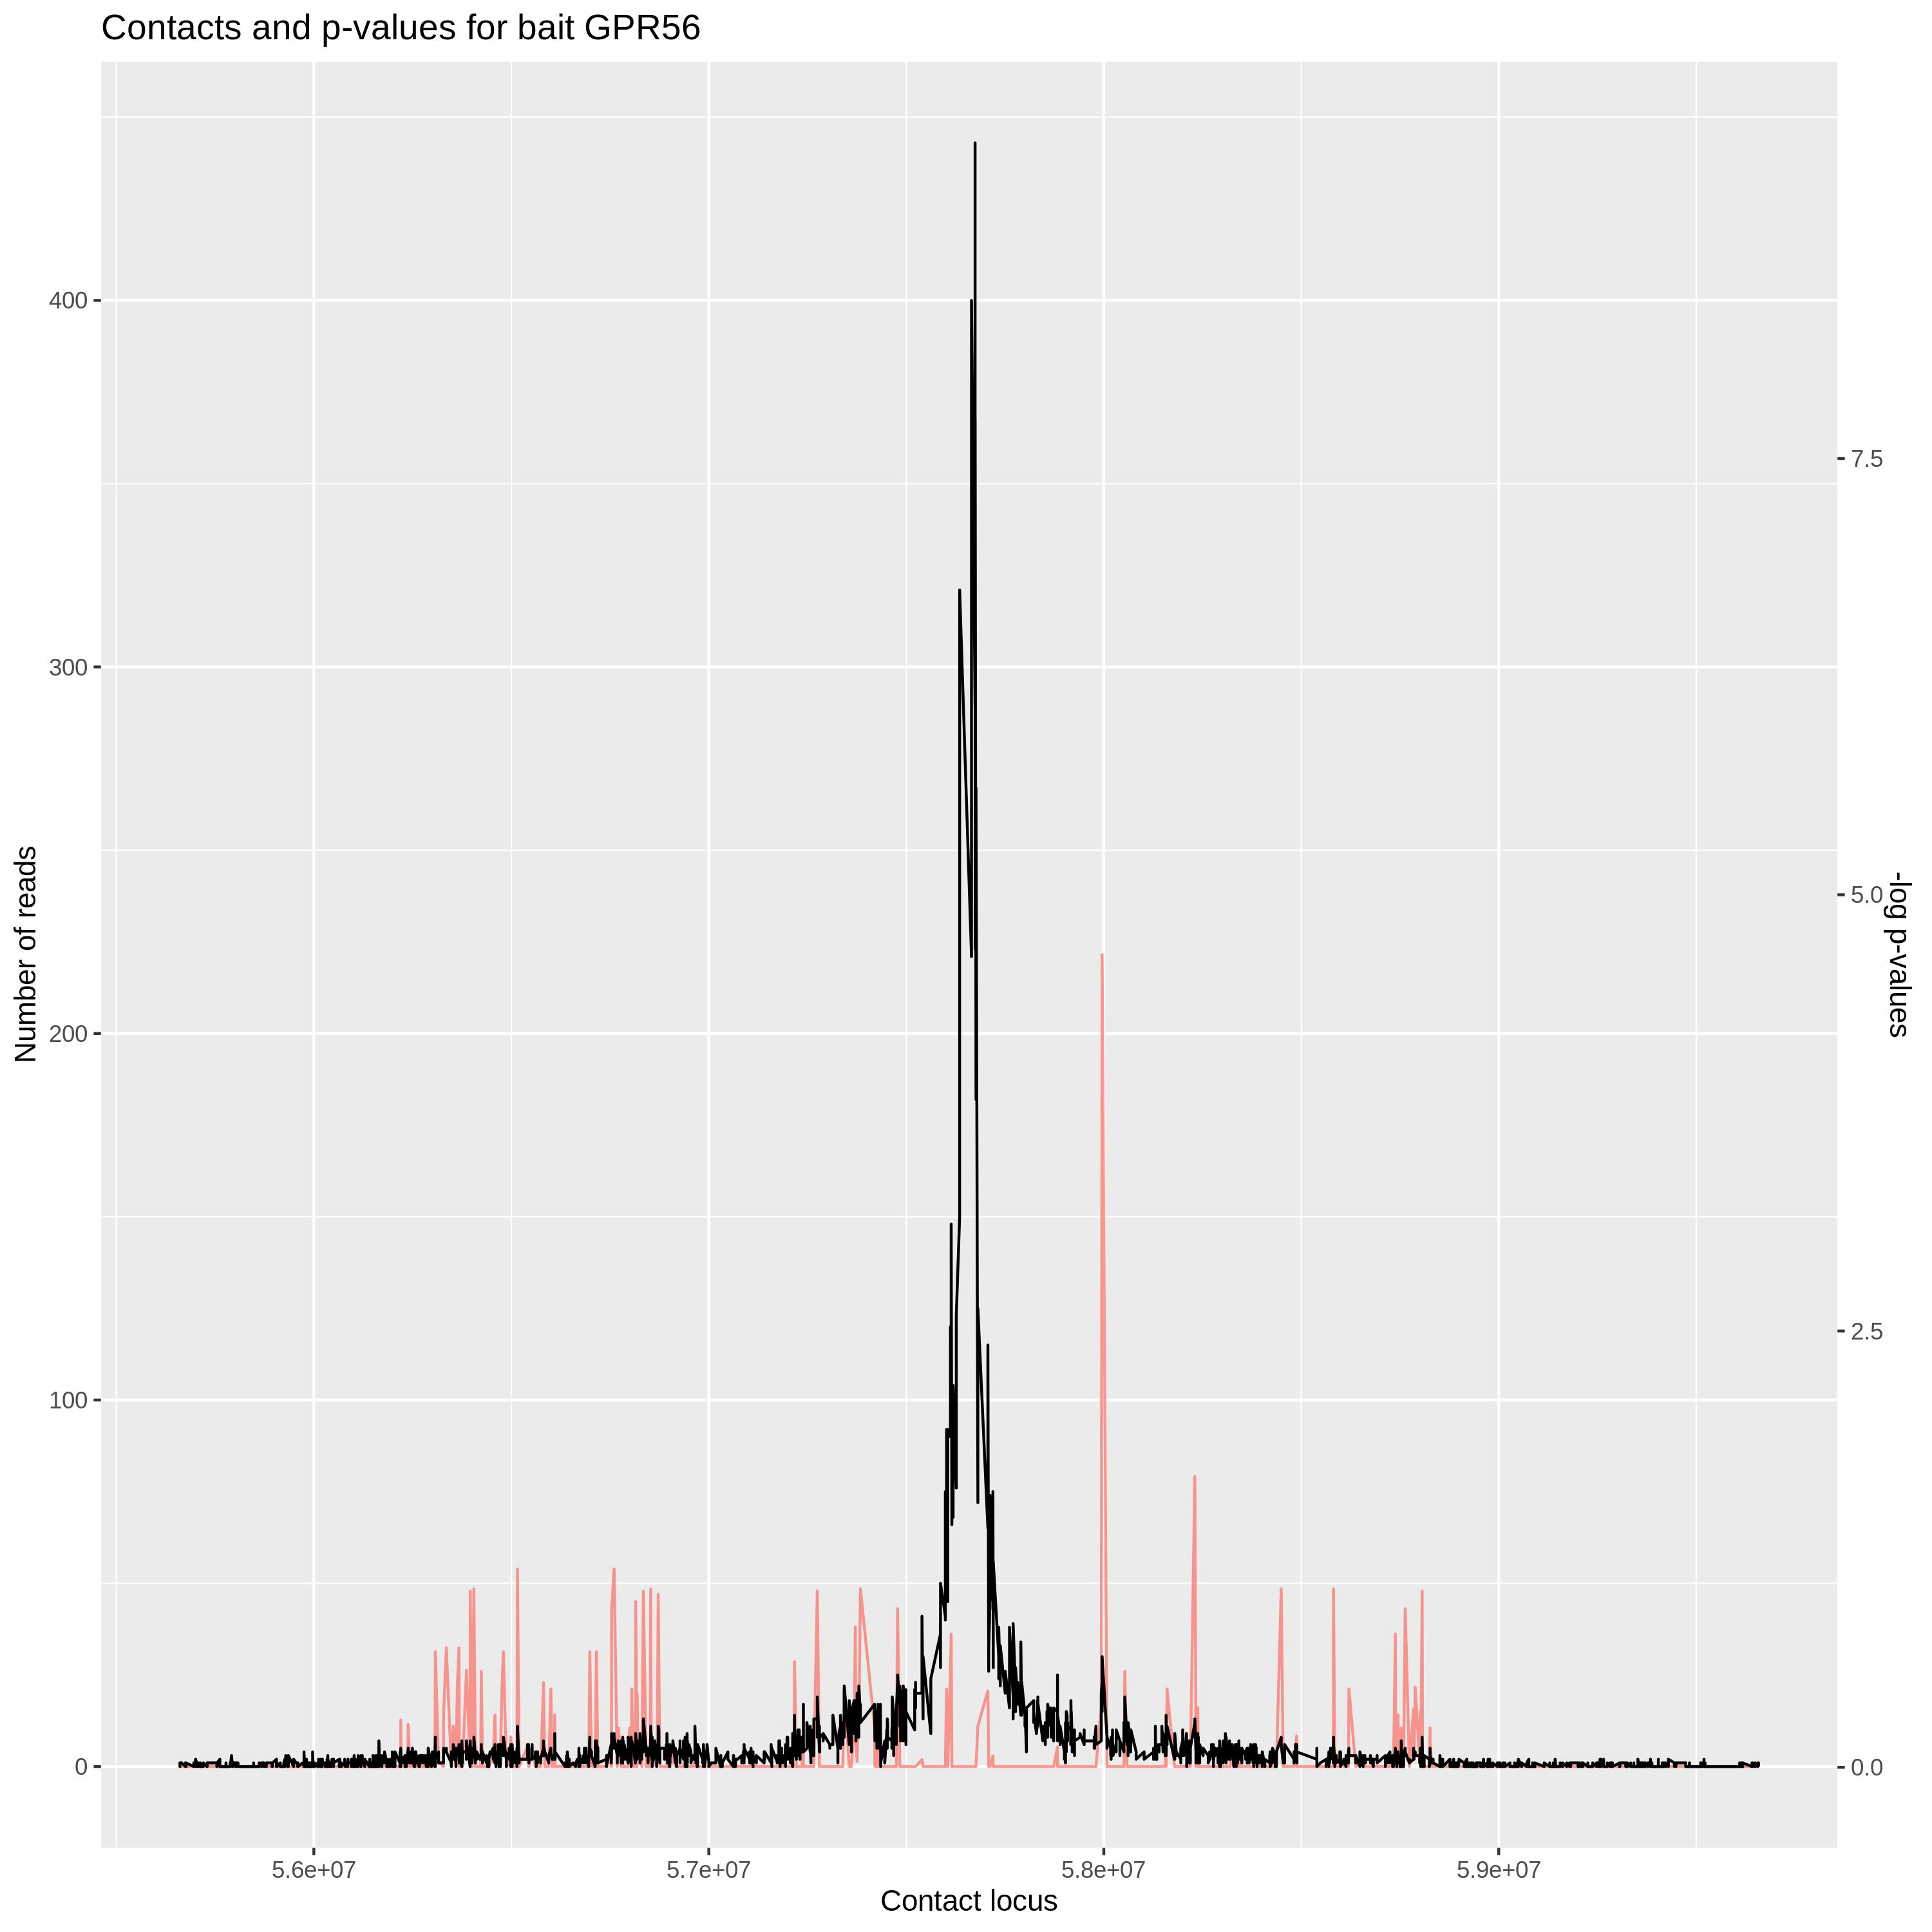 Contacts and p-values for bait GPR56
Number of reads
400
300
200
100
0
7.5
5.0
2.5
0.0
-log p-values
5.6e+07
5.7e+07
5.8e+07
5.9e+07
Contact locus